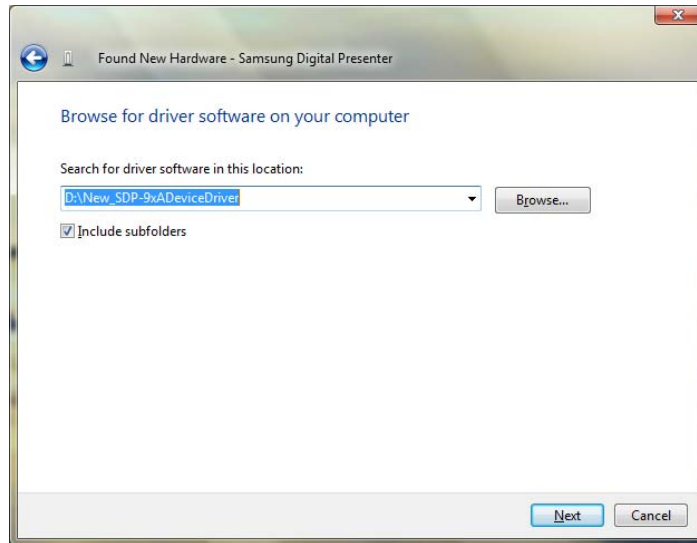 Found New Hardware - Samsung Digital Presenter
Browse for driver software on your computer
Search for driver software in this location:
D:\New_SDP-9xADeviceDriver
Browse...
Include subfolders
Next
Cancel